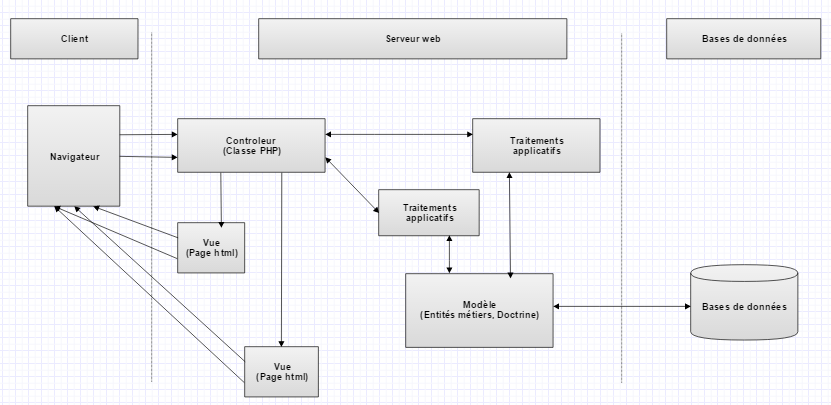 Client
Serveur web
Bases de données
Navigateur
Controleur
(Classe PHP)
Traitements
applicatifs
Traitements
applicatifs
Vue
(Page html)
Modèle
(Entités métiers, Doctrine)
Bases de données
Vue
(Page html)